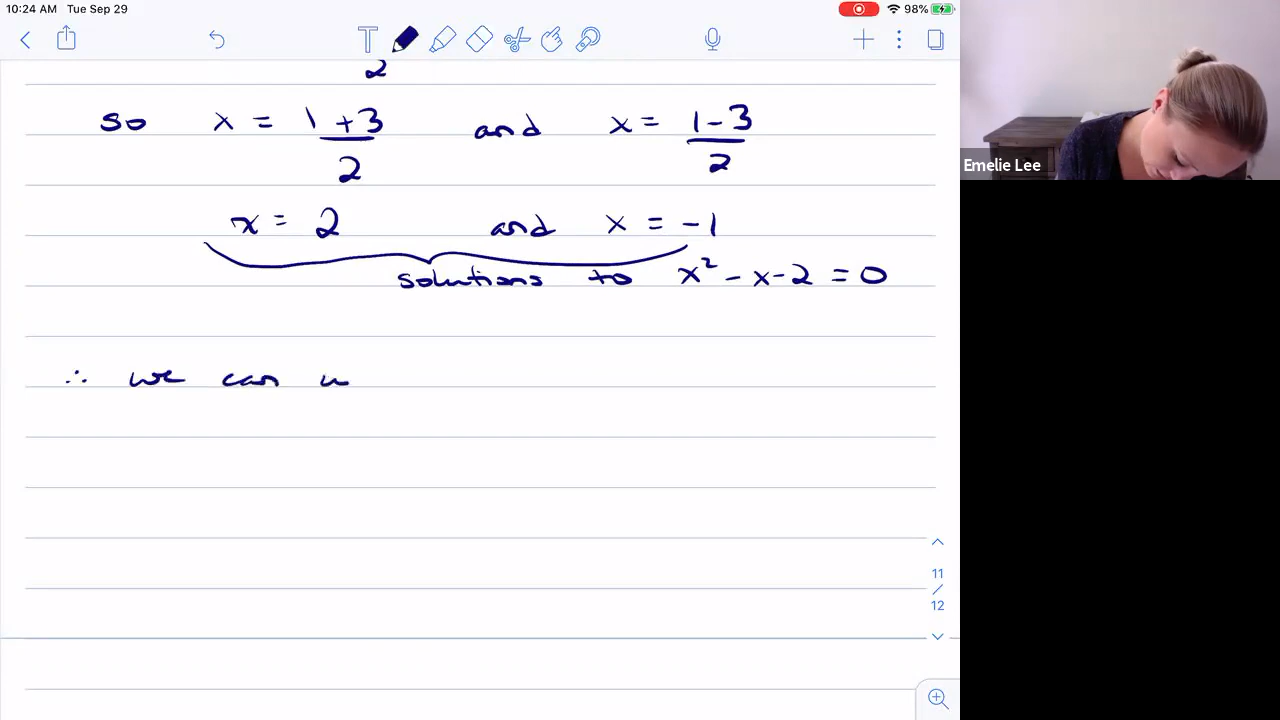 10:24 AM Tue Sep 29 98%
T
2
so x = 1 + 3 and x = 1 - 3
2 2
x = 2 and x = -1
solutions to x² - x - 2 = 0
∴ we can w
11
/
12
Emelie Lee